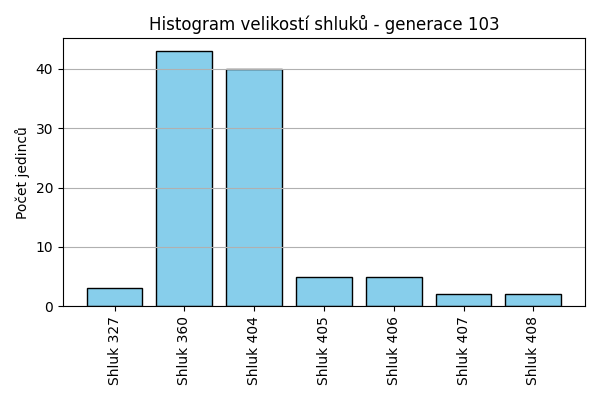 Histogram velikostí shluků - generace 103
Počet jedinců
40
30
20
10
0
Shluk 327
Shluk 360
Shluk 404
Shluk 405
Shluk 406
Shluk 407
Shluk 408